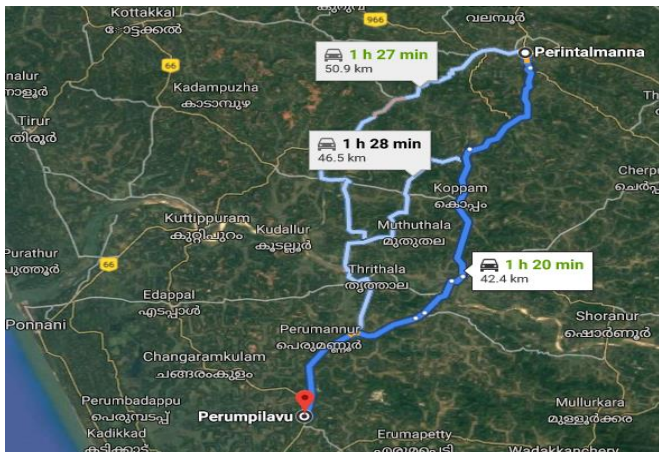 Kottakkal
കോട്ടക്കൽ
966
വലമ്പൂർ
Perintalmanna
1 h 27 min
50.9 km
66
Kadampuzha
കാടാമ്പുഴ
Tirur
തിരൂർ
1 h 28 min
46.5 km
Koppam
കൊപ്പം
Kuttippuram
കുറ്റിപ്പുറം
Kudallur
കൂടല്ലൂർ
Muthuthala
മുതുതല
Purathur
66
Thrithala
തൃത്താല
1 h 20 min
42.4 km
Edappal
എടപ്പാൾ
Ponnani
Shoranur
ഷൊർണൂർ
Perumannur
പെരുമണ്ണൂർ
Changaramkulam
ചങ്ങരംകുളം
Perumbadappu
പെരുമ്പടപ്പ്
Perumpilavu
Mullurkara
മുള്ളൂർക്കര
Kadikkad
Erumapetty
Wadakkanchery